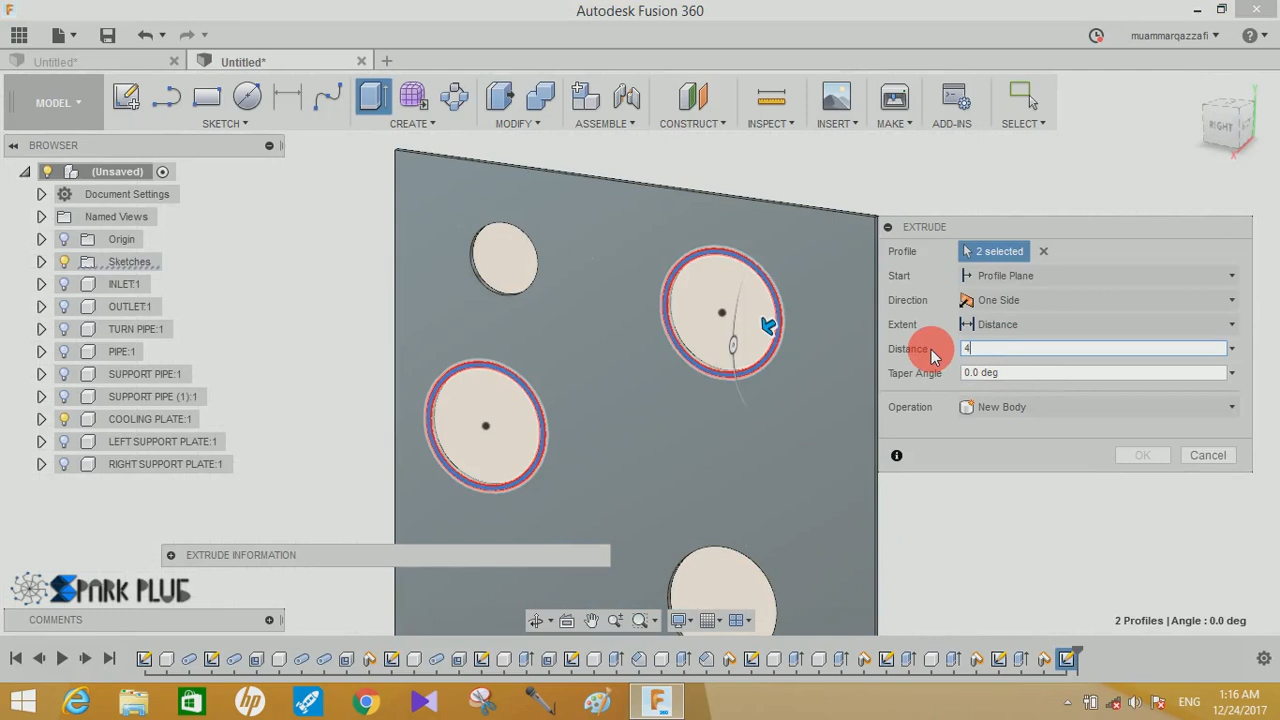 Autodesk Fusion 360
muammarqazzafi
Untitled*
Untitled*
MODEL
SKETCH
CREATE
MODIFY
ASSEMBLE
CONSTRUCT
INSPECT
INSERT
MAKE
ADD-INS
SELECT
BROWSER
(Unsaved)
Document Settings
Named Views
Origin
Sketches
INLET:1
OUTLET:1
TURN PIPE:1
PIPE:1
SUPPORT PIPE:1
SUPPORT PIPE (1):1
COOLING PLATE:1
LEFT SUPPORT PLATE:1
RIGHT SUPPORT PLATE:1
RIGHT
Y
X
EXTRUDE
Profile 2 selected
Start Profile Plane
Direction One Side
Extent Distance
Distance 4
Taper Angle 0.0 deg
Operation New Body
OK Cancel
EXTRUDE INFORMATION
SPARK PLUG
COMMENTS
2 Profiles | Angle : 0.0 deg
ENG
1:16 AM
12/24/2017